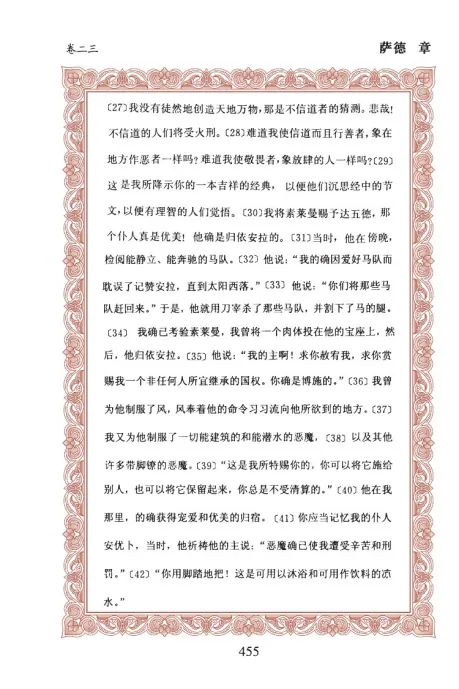 卷二三
萨德 章
〔27〕我没有徒然地创造天地万物，那是不信道者的猜测。悲哉！
不信道的人们将受火刑。〔28〕难道我使信道而且行善者，象在
地方作恶者一样吗？难道我使敬畏者，象放肆的人一样吗？〔29〕
这是我所降示你的一本吉祥的经典，以便他们沉思经中的节
文，以便有理智的人们觉悟。〔30〕我将素莱曼赐予达五德，那
个仆人真是优美！他确是归依安拉的。〔31〕当时，他在傍晚，
检阅能静立、能奔驰的马队。〔32〕他说：“我的确因爱好马队而
耽误了记赞安拉，直到太阳西落。”〔33〕他说：“你们将那些马
队赶回来。”于是，他就用刀宰杀了那些马队，并割下了马的腿。
〔34〕我确已考验素莱曼，我曾将一个肉体投在他的宝座上，然
后，他归依安拉。〔35〕他说：“我的主啊！求你赦宥我，求你赏
赐我一个非任何人所宜继承的国权。你确是博施的。”〔36〕我曾
为他制服了风，风奉着他的命令习习流向他所欲到的地方。〔37〕
我又为他制服了一切能建筑的和能潜水的恶魔，〔38〕以及其他
许多带脚镣的恶魔。〔39〕“这是我所特赐你的，你可以将它施给
别人，也可以将它保留起来，你总是不受清算的。”〔40〕他在我
那里，的确获得宠爱和优美的归宿。〔41〕你应当记忆我的仆人
安优卜，当时，他祈祷他的主说：“恶魔确已使我遭受辛苦和刑
罚。”〔42〕“你用脚踏地把！这是可用以沐浴和可用作饮料的凉
水。”
455